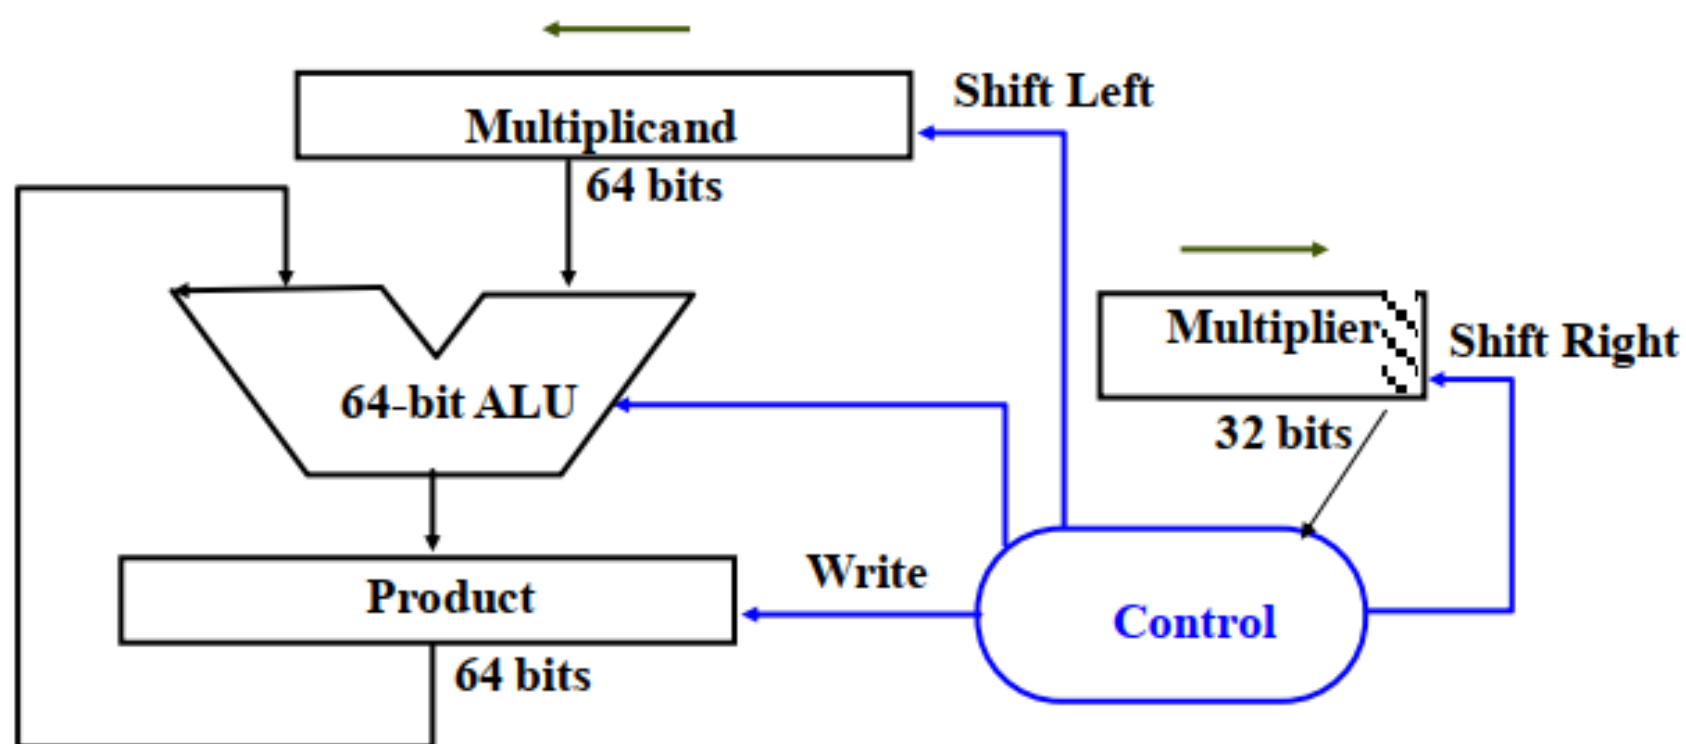 Shift Left
Multiplicand
64 bits
Multiplier
Shift Right
64-bit ALU
32 bits
Write
Product
Control
64 bits